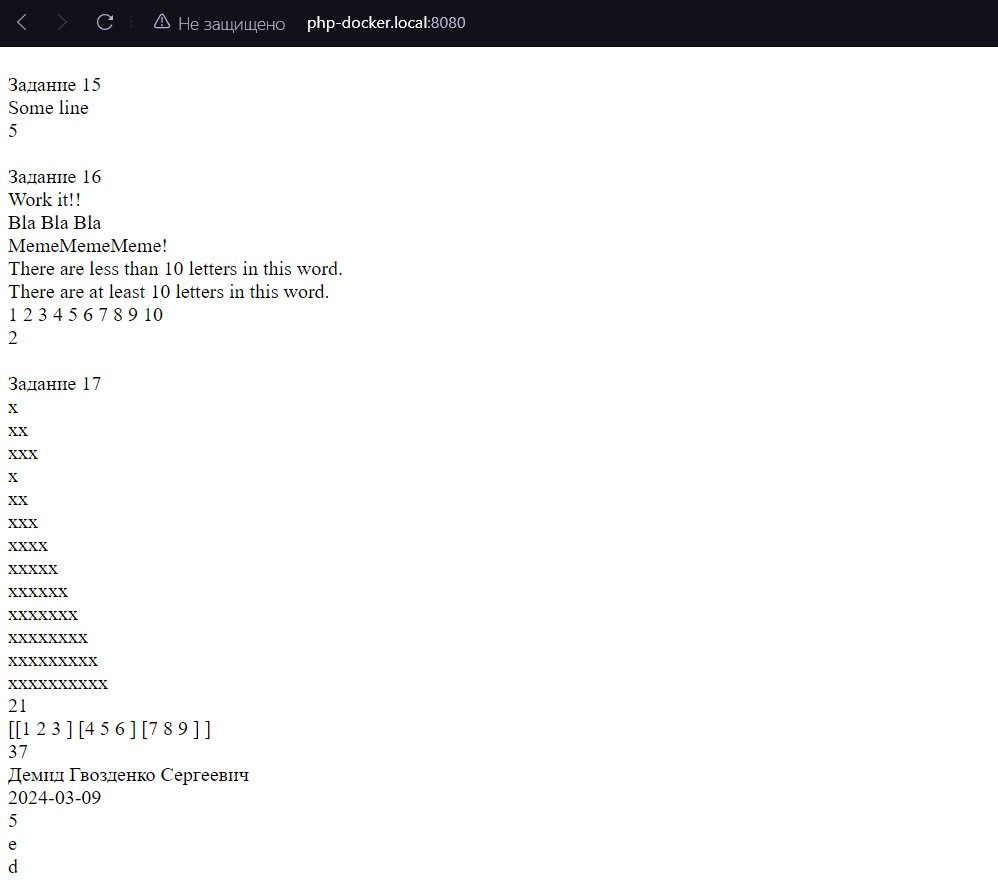 Не защищено php-docker.local:8080
Задание 15
Some line
5
Задание 16
Work it!!
Bla Bla Bla
MemeMemeMeme!
There are less than 10 letters in this word.
There are at least 10 letters in this word.
1 2 3 4 5 6 7 8 9 10
2
Задание 17
x
xx
xxx
x
xx
xxx
xxxx
xxxxx
xxxxxx
xxxxxxx
xxxxxxxx
xxxxxxxxx
xxxxxxxxxx
21
[[1 2 3 ] [4 5 6 ] [7 8 9 ] ]
37
Демид Гвозденко Сергеевич
2024-03-09
5
e
d